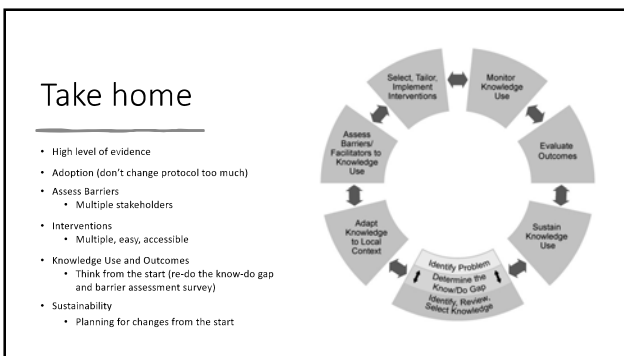 Take home
• High level of evidence
• Adoption (don't change protocol too much)
• Assess Barriers
• Multiple stakeholders
• Interventions
• Multiple, easy, accessible
• Knowledge Use and Outcomes
• Think from the start (re-do the know-do gap
and barrier assessment survey)
• Sustainability
• Planning for changes from the start
Select, Tailor,
Implement
Interventions
Monitor
Knowledge
Use
Evaluate
Outcomes
Sustain
Knowledge
Use
Identify Problem
Determine the
Know/Do Gap
Identify, Review,
Select Knowledge
Adapt
Knowledge
to Local
Context
Assess
Barriers/
Facilitators to
Knowledge
Use